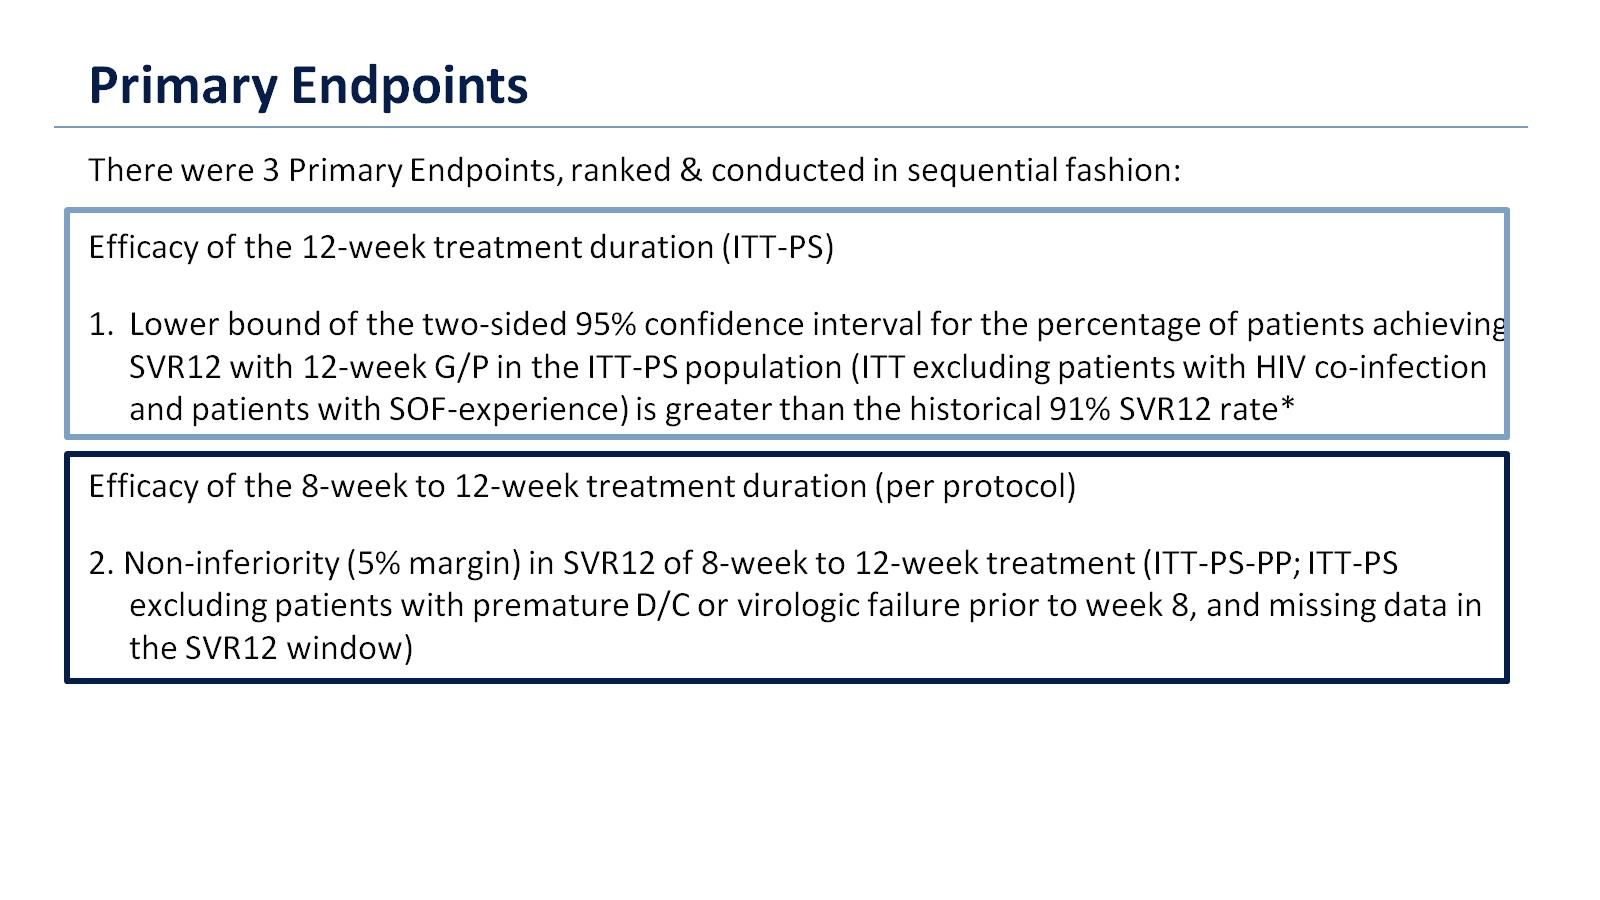 Primary Endpoints
There were 3 Primary Endpoints, ranked & conducted in sequential fashion:
Efficacy of the 12-week treatment duration (ITT-PS)
1. Lower bound of the two-sided 95% confidence interval for the percentage of patients achieving
SVR12 with 12-week G/P in the ITT-PS population (ITT excluding patients with HIV co-infection
and patients with SOF-experience) is greater than the historical 91% SVR12 rate*
Efficacy of the 8-week to 12-week treatment duration (per protocol)
2. Non-inferiority (5% margin) in SVR12 of 8-week to 12-week treatment (ITT-PS-PP; ITT-PS
excluding patients with premature D/C or virologic failure prior to week 8, and missing data in
the SVR12 window)